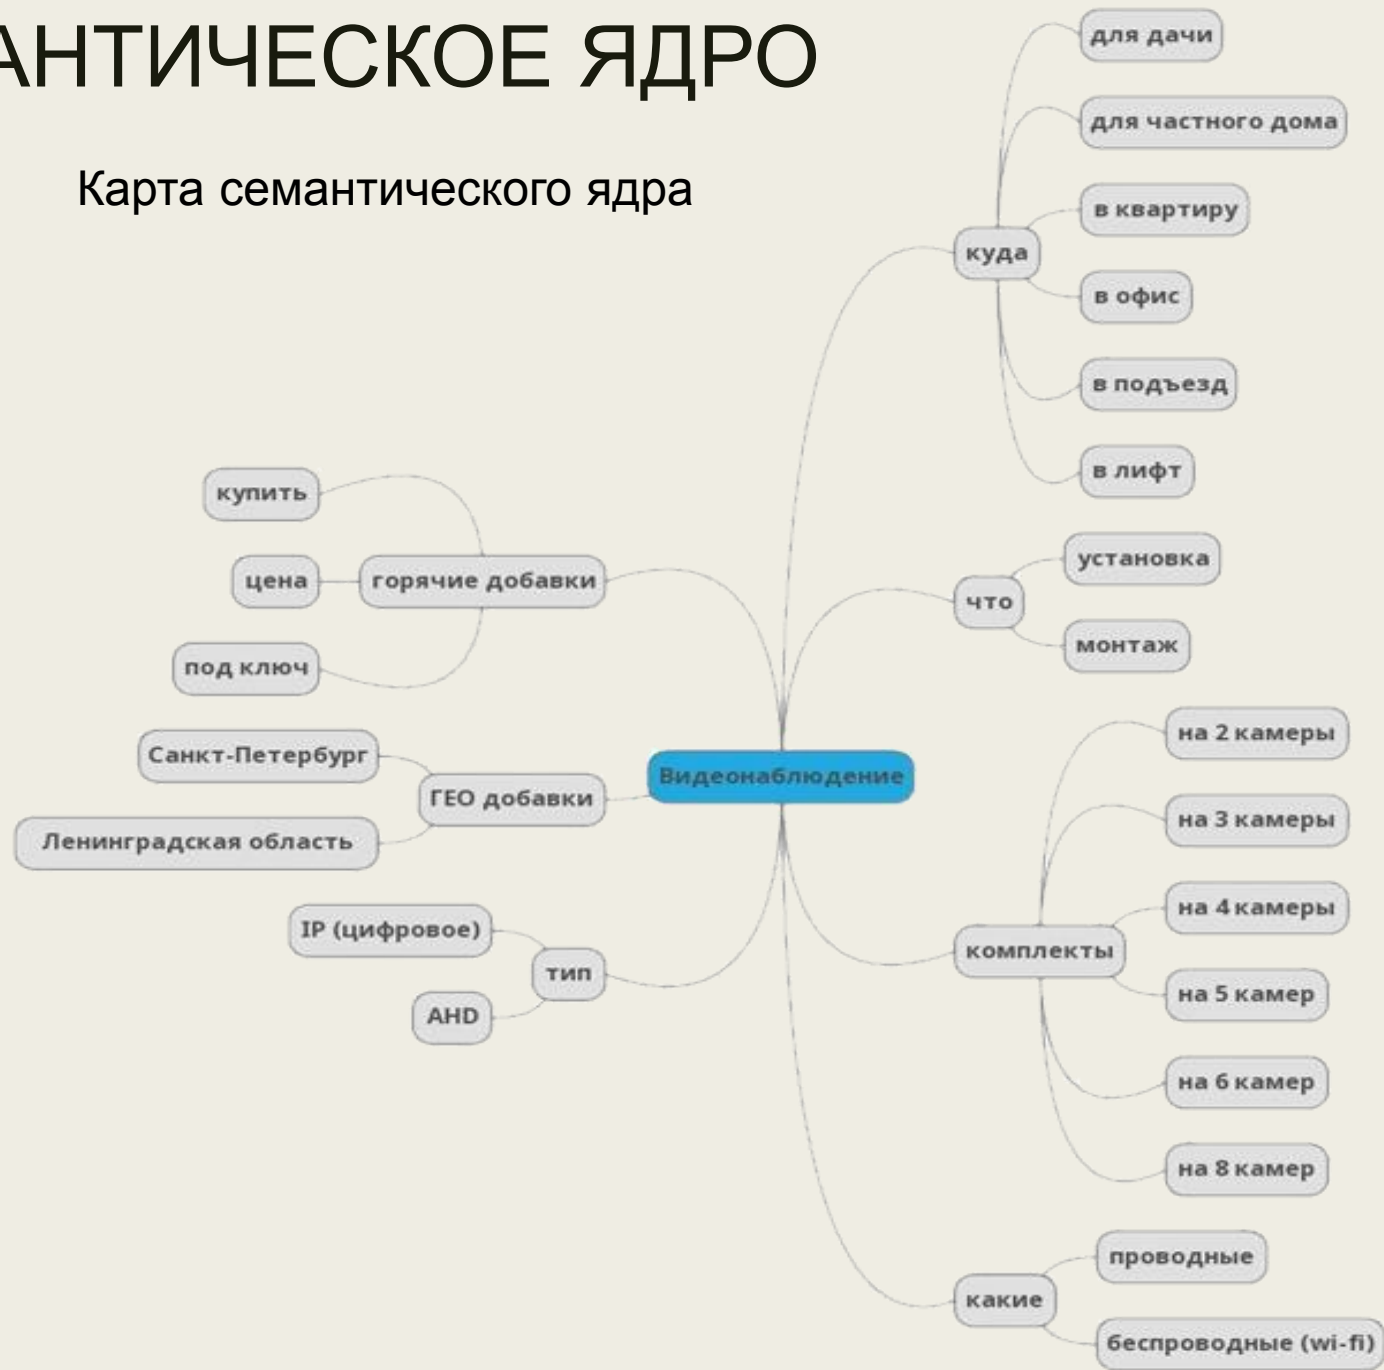 АНТИЧЕСКОЕ ЯДРО
Карта семантического ядра
для дачи
для частного дома
в квартиру
куда
в офис
в подъезд
в лифт
купить
цена
горячие добавки
под ключ
установка
что
монтаж
Санкт-Петербург
ГЕО добавки
Ленинградская область
Видеонаблюдение
IP (цифровое)
тип
AHD
на 2 камеры
на 3 камеры
на 4 камеры
комплекты
на 5 камер
на 6 камер
на 8 камер
проводные
какие
беспроводные (wi-fi)